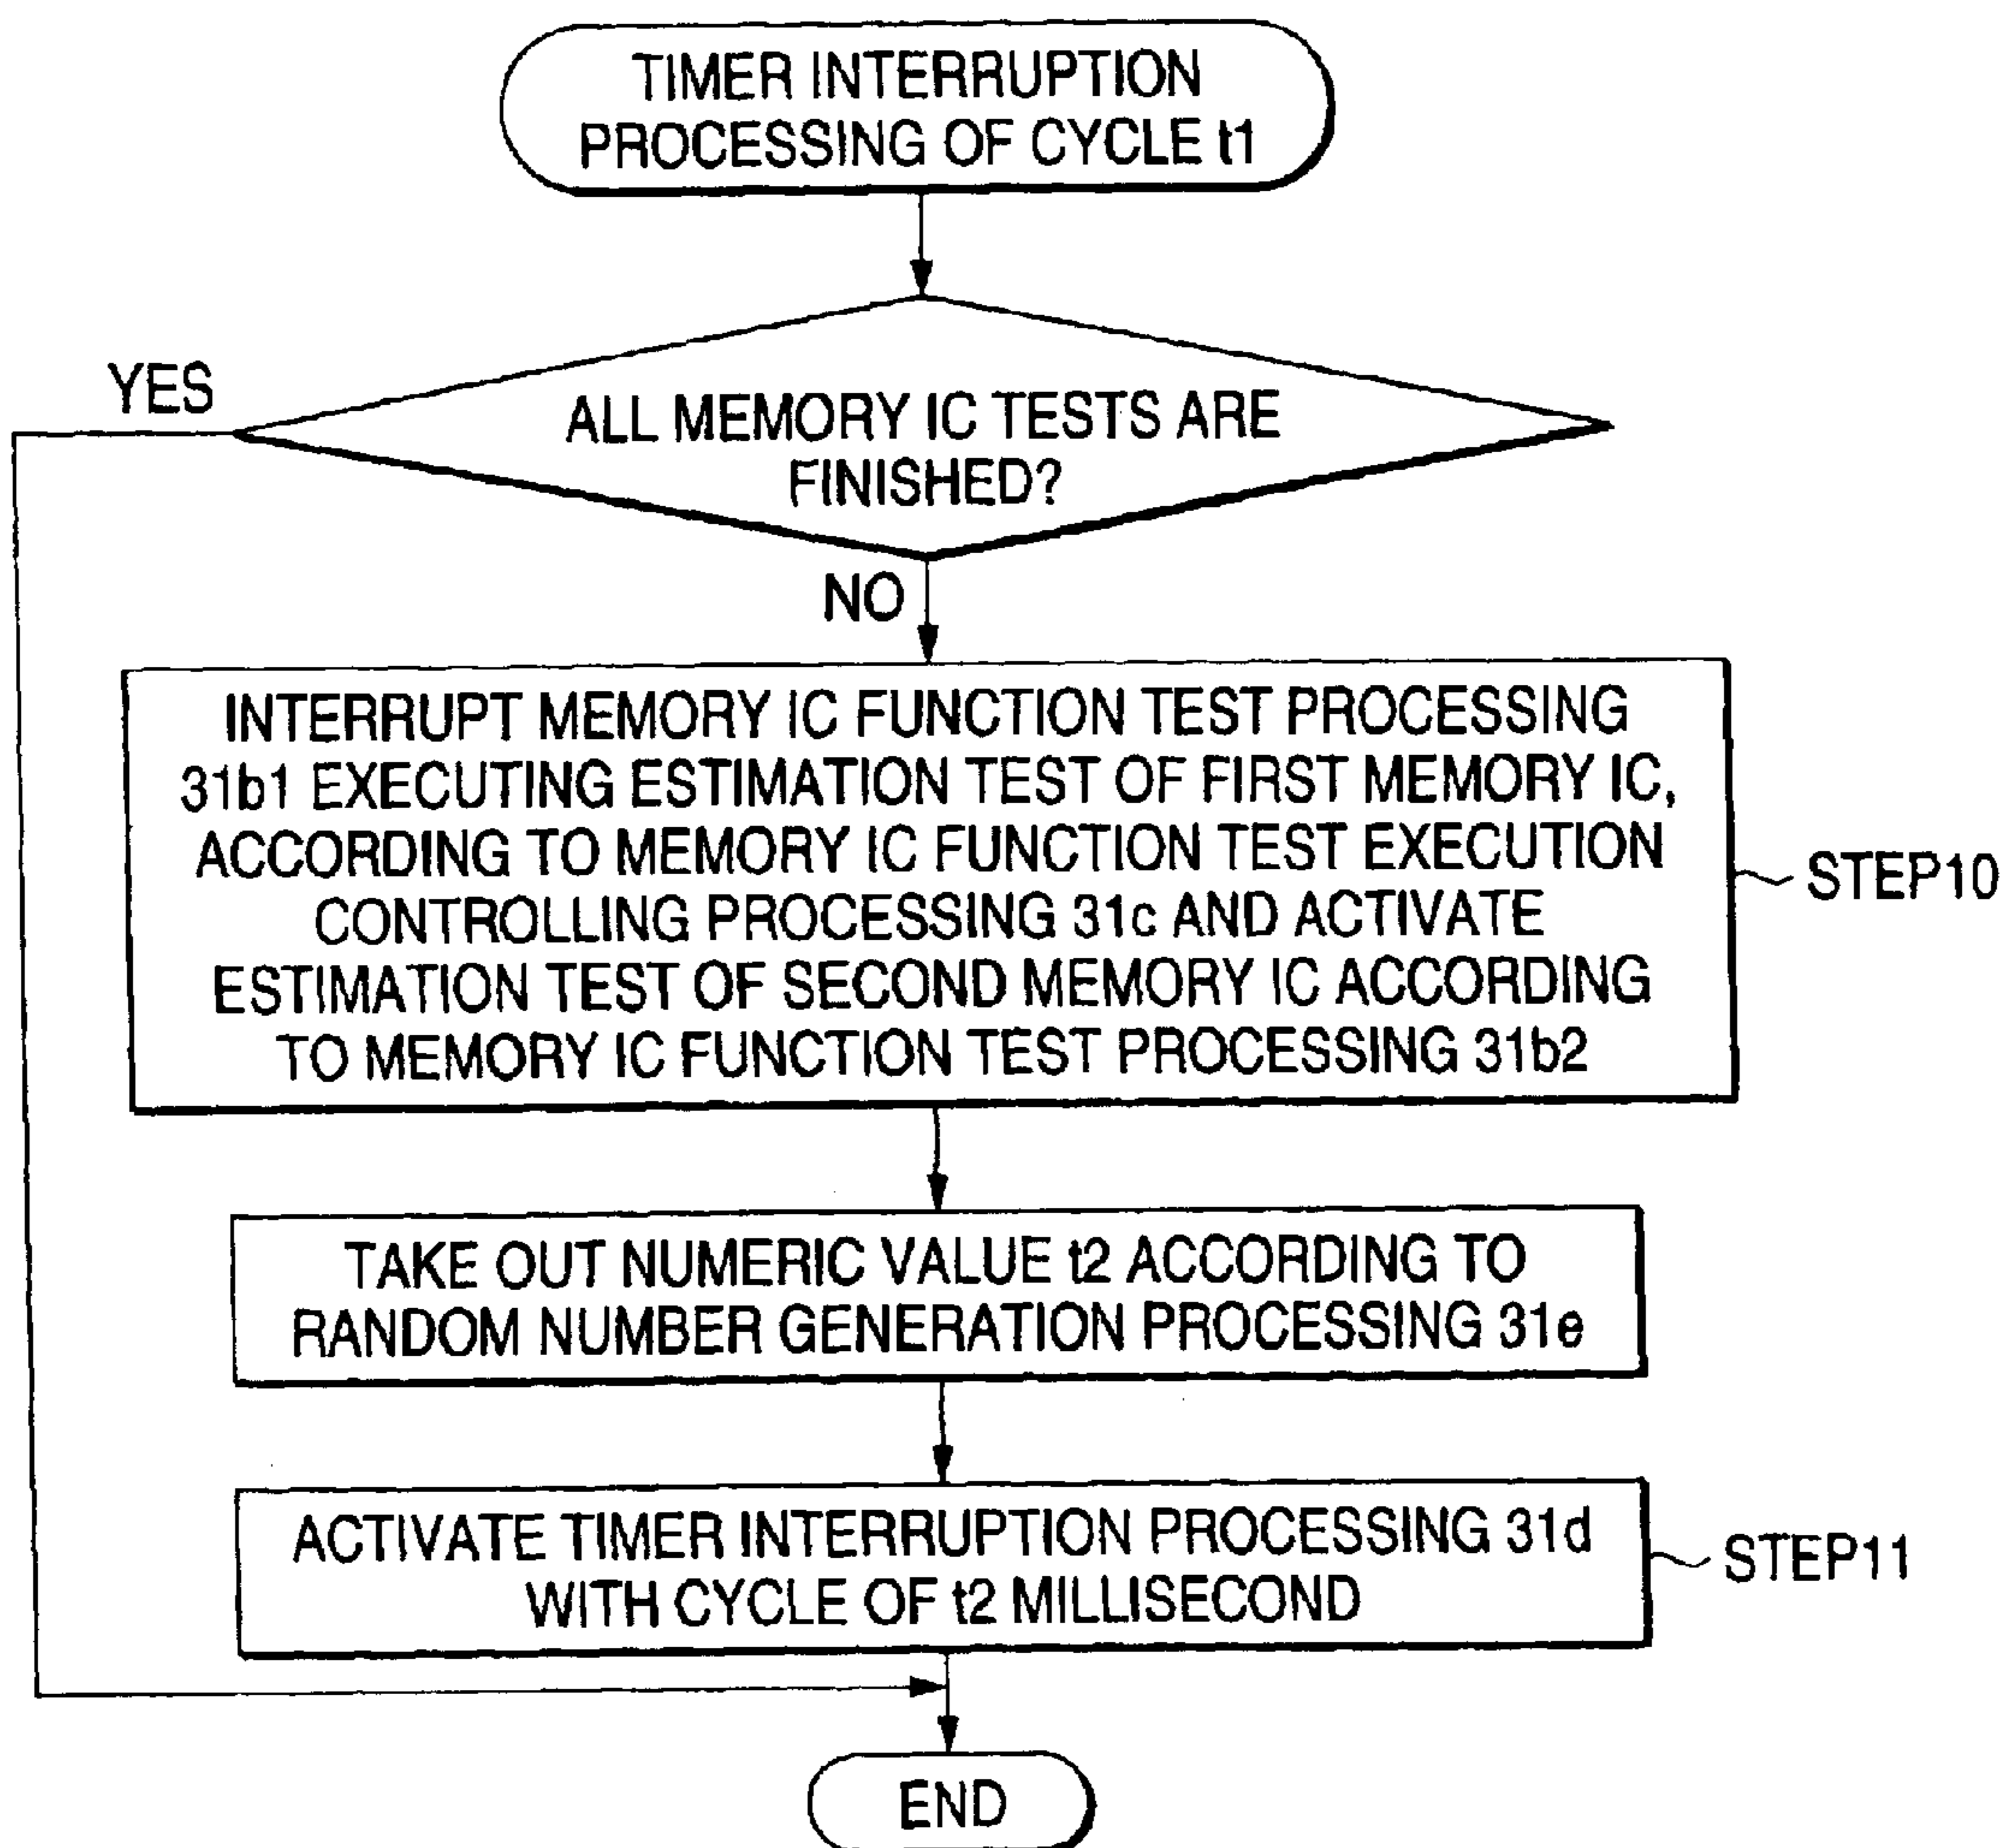 TIMER INTERRUPTION
PROCESSING OF CYCLE t1
YES
ALL MEMORY IC TESTS ARE
FINISHED?
NO
INTERRUPT MEMORY IC FUNCTION TEST PROCESSING
31b1 EXECUTING ESTIMATION TEST OF FIRST MEMORY IC,
ACCORDING TO MEMORY IC FUNCTION TEST EXECUTION
CONTROLLING PROCESSING 31c AND ACTIVATE
ESTIMATION TEST OF SECOND MEMORY IC ACCORDING
TO MEMORY IC FUNCTION TEST PROCESSING 31b2
STEP10
TAKE OUT NUMERIC VALUE t2 ACCORDING TO
RANDOM NUMBER GENERATION PROCESSING 31e
ACTIVATE TIMER INTERRUPTION PROCESSING 31d
WITH CYCLE OF t2 MILLISECOND
STEP11
END